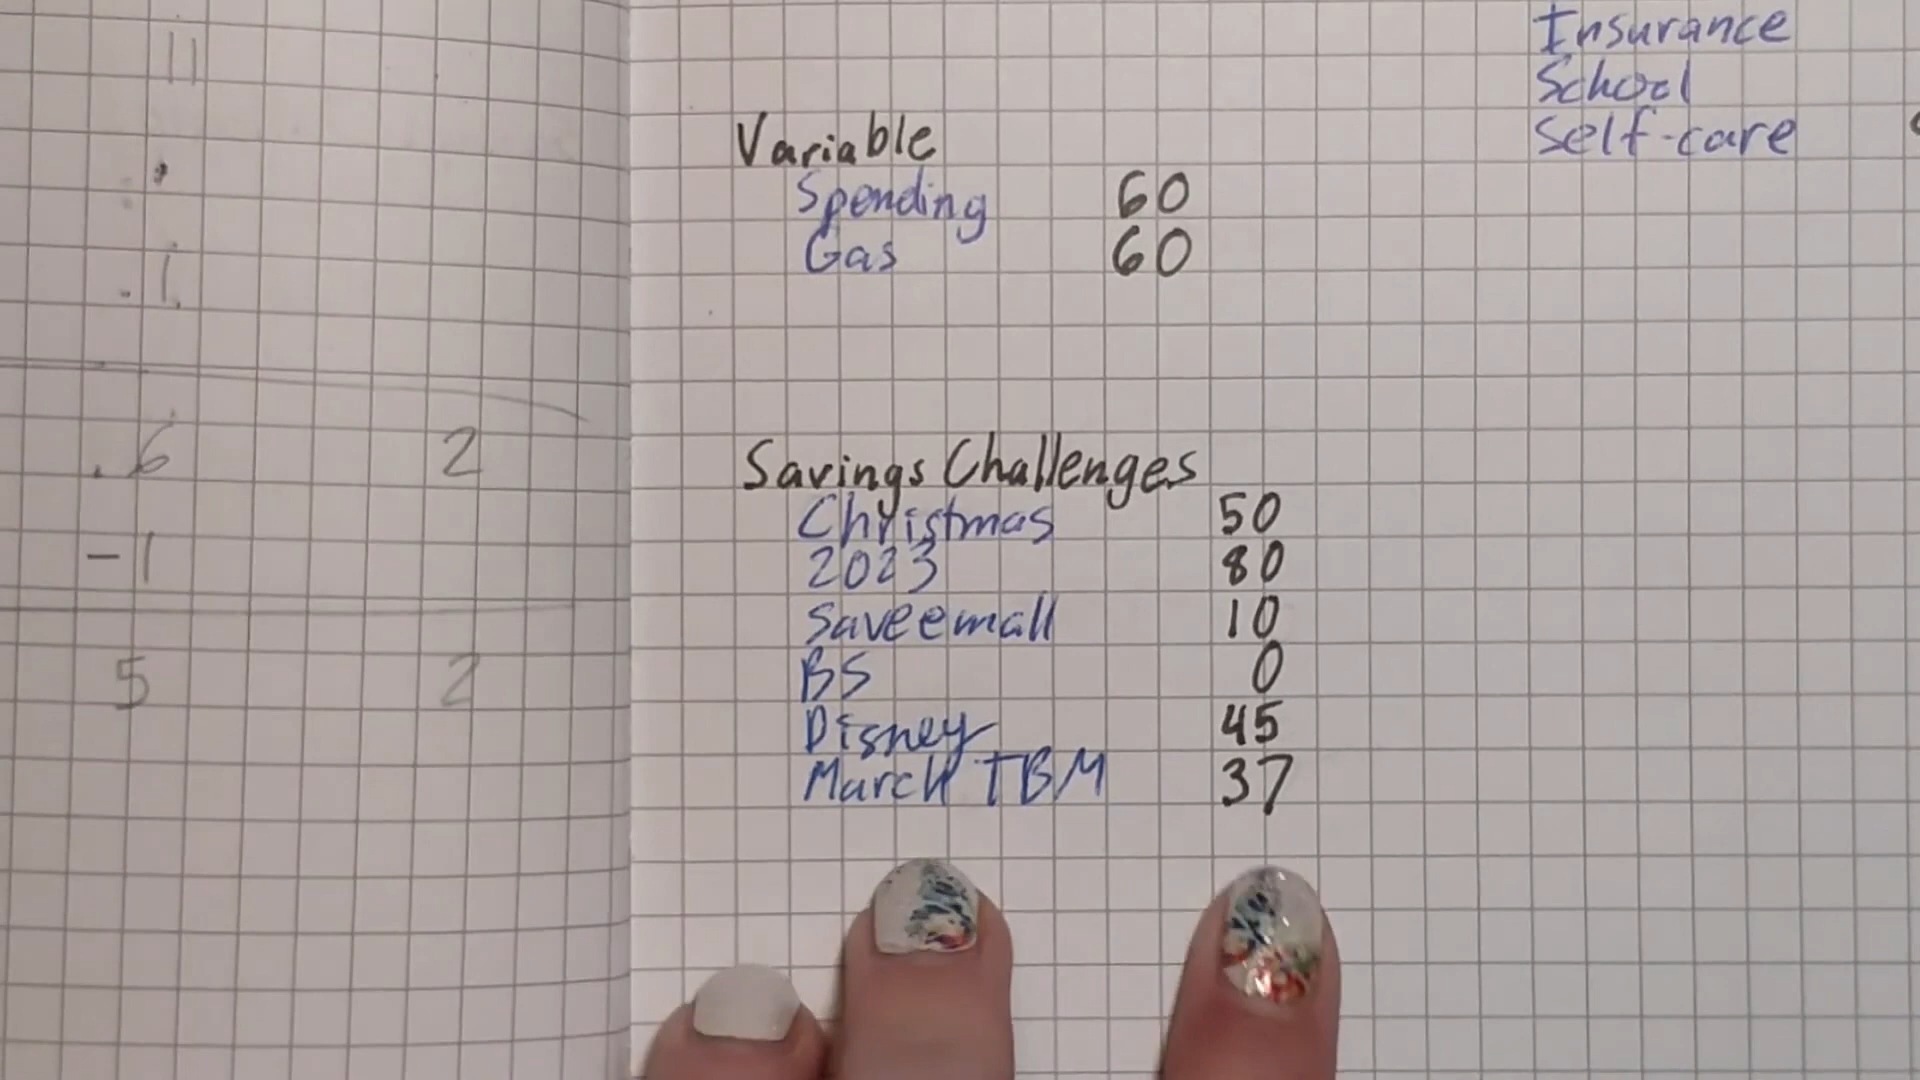 11
.
. 1.
. 6 2
- 1
5 2
Variable
Spending 60
Gas 60
Savings Challenges
Christmas 50
2023 80
Saveemall 10
BS 0
Disney 45
March TBM 37
Insurance
School
Self-care